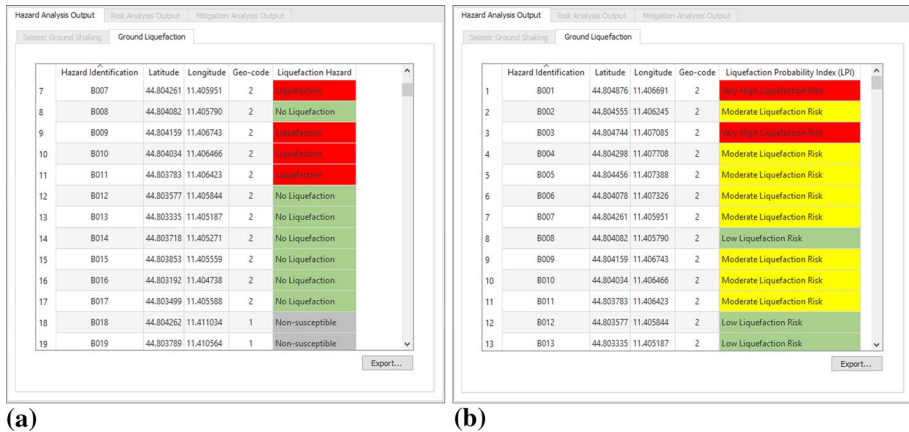 Hazard Analysis Output Risk Analysis Output Mitigation Analysis Output
Seismic Ground Shaking Ground Liquefaction
Hazard Identification Latitude Longitude Geo-code Liquefaction Hazard
7 B007 44.804261 11.405951 2 Liquefaction
8 B008 44.804082 11.405790 2 No Liquefaction
9 B009 44.804159 11.406743 2 Liquefaction
10 B010 44.804034 11.406466 2 Liquefaction
11 B011 44.803783 11.406423 2 Liquefaction
12 B012 44.803577 11.405844 2 No Liquefaction
13 B013 44.803335 11.405187 2 No Liquefaction
14 B014 44.803718 11.405271 2 No Liquefaction
15 B015 44.803853 11.405559 2 No Liquefaction
16 B016 44.803192 11.404738 2 No Liquefaction
17 B017 44.803499 11.405588 2 No Liquefaction
18 B018 44.804262 11.411034 1 Non-susceptible
19 B019 44.803789 11.410564 1 Non-susceptible
Export...
(a)
Hazard Analysis Output Risk Analysis Output Mitigation Analysis Output
Seismic Ground Shaking Ground Liquefaction
Hazard Identification Latitude Longitude Geo-code Liquefaction Probability Index (LPI)
1 B001 44.804876 11.406691 2 Very High Liquefaction Risk
2 B002 44.804555 11.406245 2 Moderate Liquefaction Risk
3 B003 44.804744 11.407085 2 Very High Liquefaction Risk
4 B004 44.804298 11.407708 2 Moderate Liquefaction Risk
5 B005 44.804456 11.407388 2 Moderate Liquefaction Risk
6 B006 44.804078 11.407326 2 Moderate Liquefaction Risk
7 B007 44.804261 11.405951 2 Moderate Liquefaction Risk
8 B008 44.804082 11.405790 2 Low Liquefaction Risk
9 B009 44.804159 11.406743 2 Moderate Liquefaction Risk
10 B010 44.804034 11.406466 2 Moderate Liquefaction Risk
11 B011 44.803783 11.406423 2 Moderate Liquefaction Risk
12 B012 44.803577 11.405844 2 Low Liquefaction Risk
13 B013 44.803335 11.405187 2 Low Liquefaction Risk
Export...
(b)